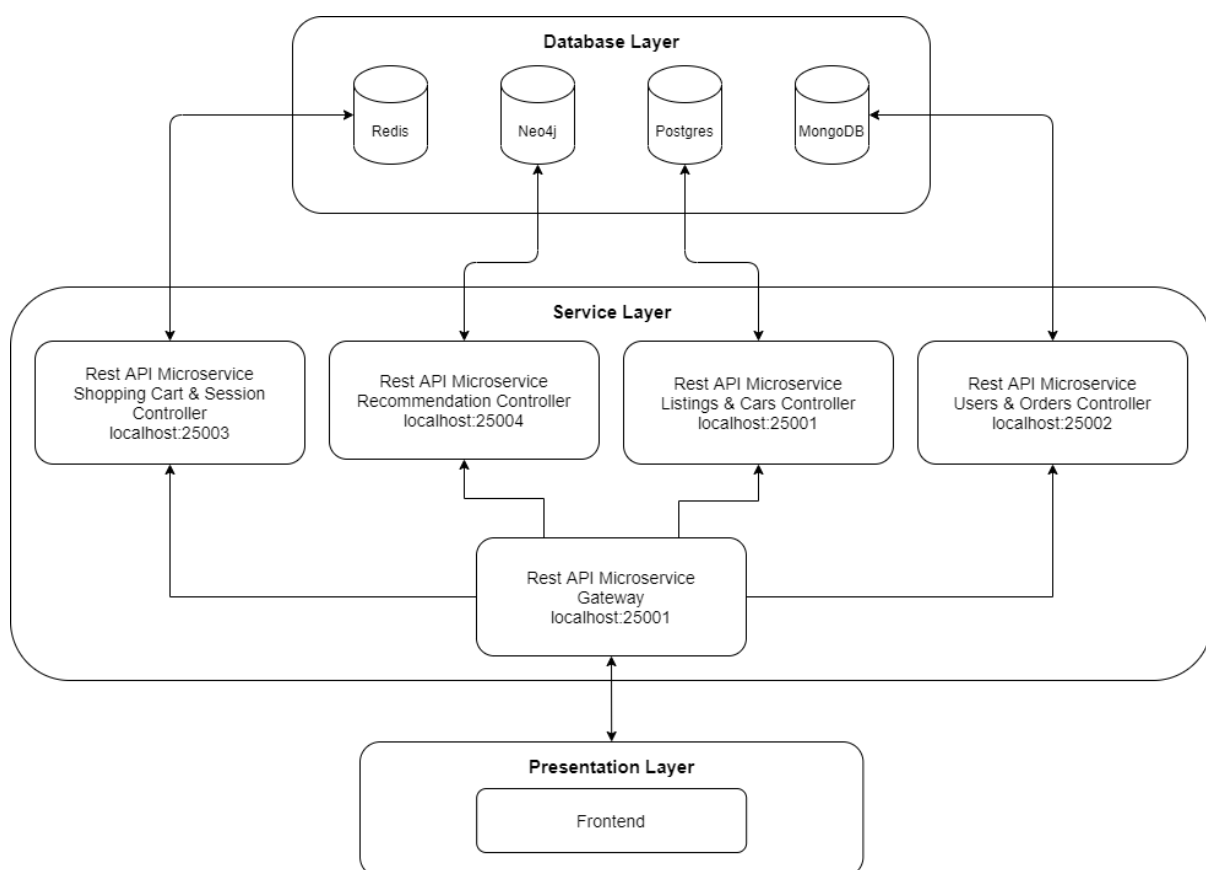 Database Layer
Redis
Neo4j
Postgres
MongoDB
Service Layer
Rest API Microservice
Shopping Cart & Session
Controller
localhost:25003
Rest API Microservice
Recommendation Controller
localhost:25004
Rest API Microservice
Listings & Cars Controller
localhost:25001
Rest API Microservice
Users & Orders Controller
localhost:25002
Rest API Microservice
Gateway
localhost:25001
Presentation Layer
Frontend